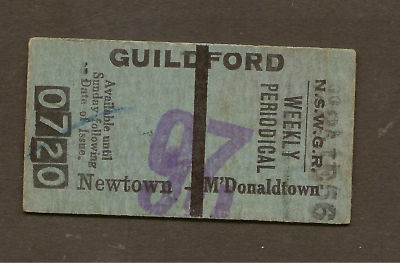 GUILDFORD
Available until
Sunday following
Date of Issue.
0720
97
WEEKLY
PERIODICAL
N.S.W.G.R.
Newtown - M'Donaldtown